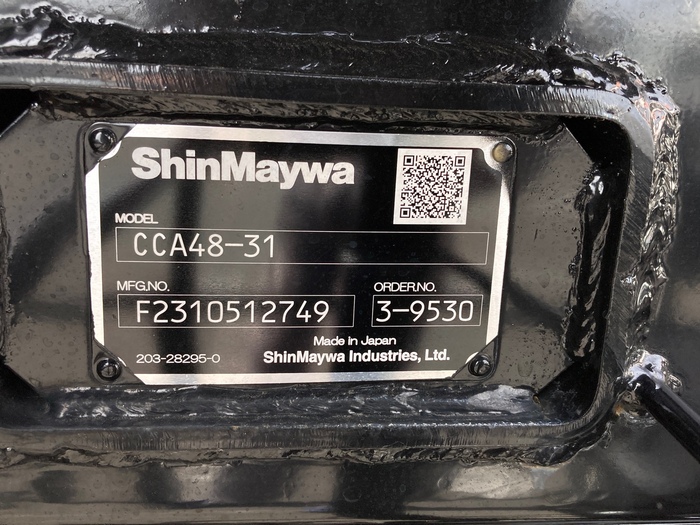 ShinMaywa
MODEL
CCA48-31
MFG.NO. ORDER.NO.
F2310512749 3-9530
Made in Japan
203-28295-0 ShinMaywa Industries, Ltd.